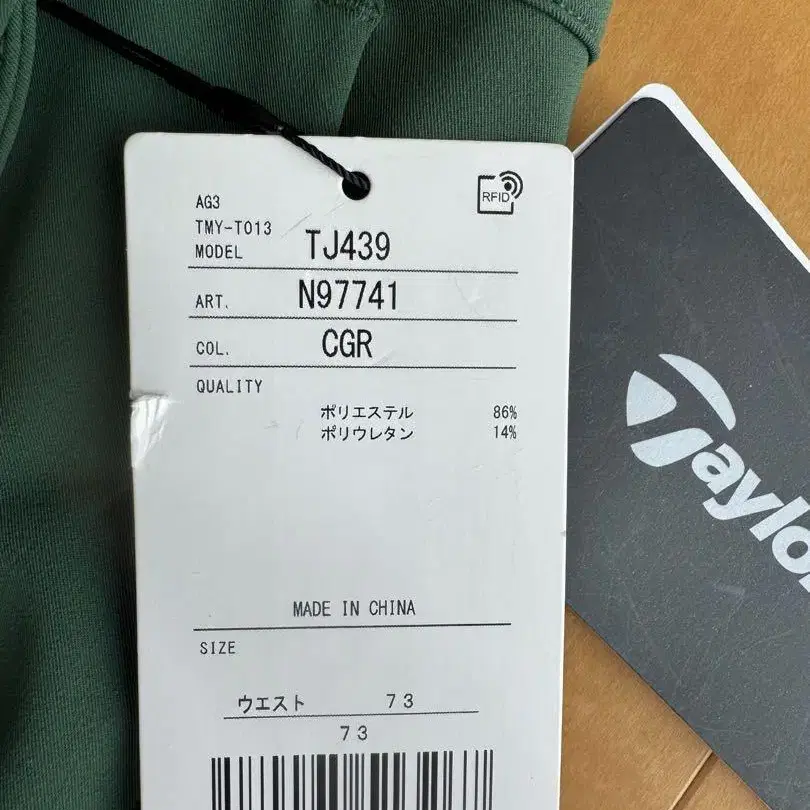 AG3
TMY-T013
MODEL TJ439
RFID
ART. N97741
COL. CGR
QUALITY
ポリエステル 86%
ポリウレタン 14%
MADE IN CHINA
SIZE
ウエスト 73
73
Taylo